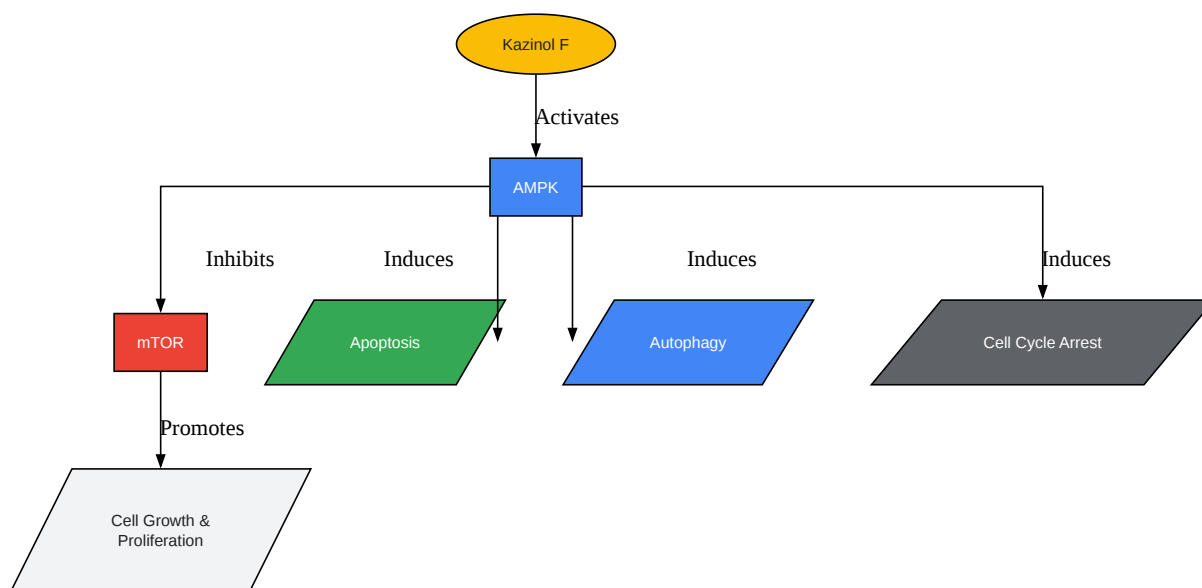 Kazinol F
Activates
AMPK
Inhibits
Induces
Induces
Induces
mTOR
Apoptosis
Autophagy
Cell Cycle Arrest
Promotes
Cell Growth &
Proliferation